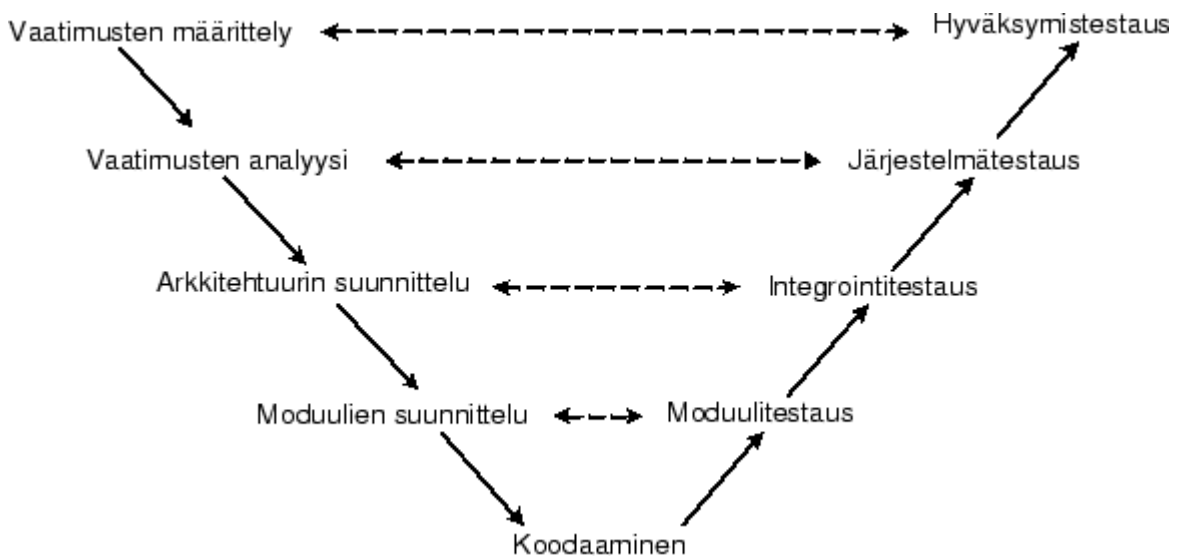 Vaatimusten määrittely
Hyväksymistestaus
Vaatimusten analyysi
Järjestelmätestaus
Arkkitehtuurin suunnittelu
Integrointitestaus
Moduulien suunnittelu
Moduulitestaus
Koodaaminen